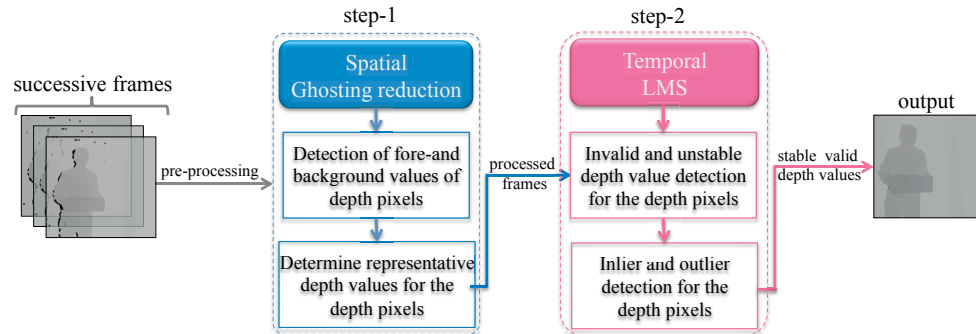 step-1
step-2
successive frames
pre-processing
Spatial
Ghosting reduction
Detection of fore-and
background values of
depth pixels
Determine representative
depth values for the
depth pixels
processed
frames
Temporal
LMS
Invalid and unstable
depth value detection
for the depth pixels
Inlier and outlier
detection for the
depth pixels
stable valid
depth values
output